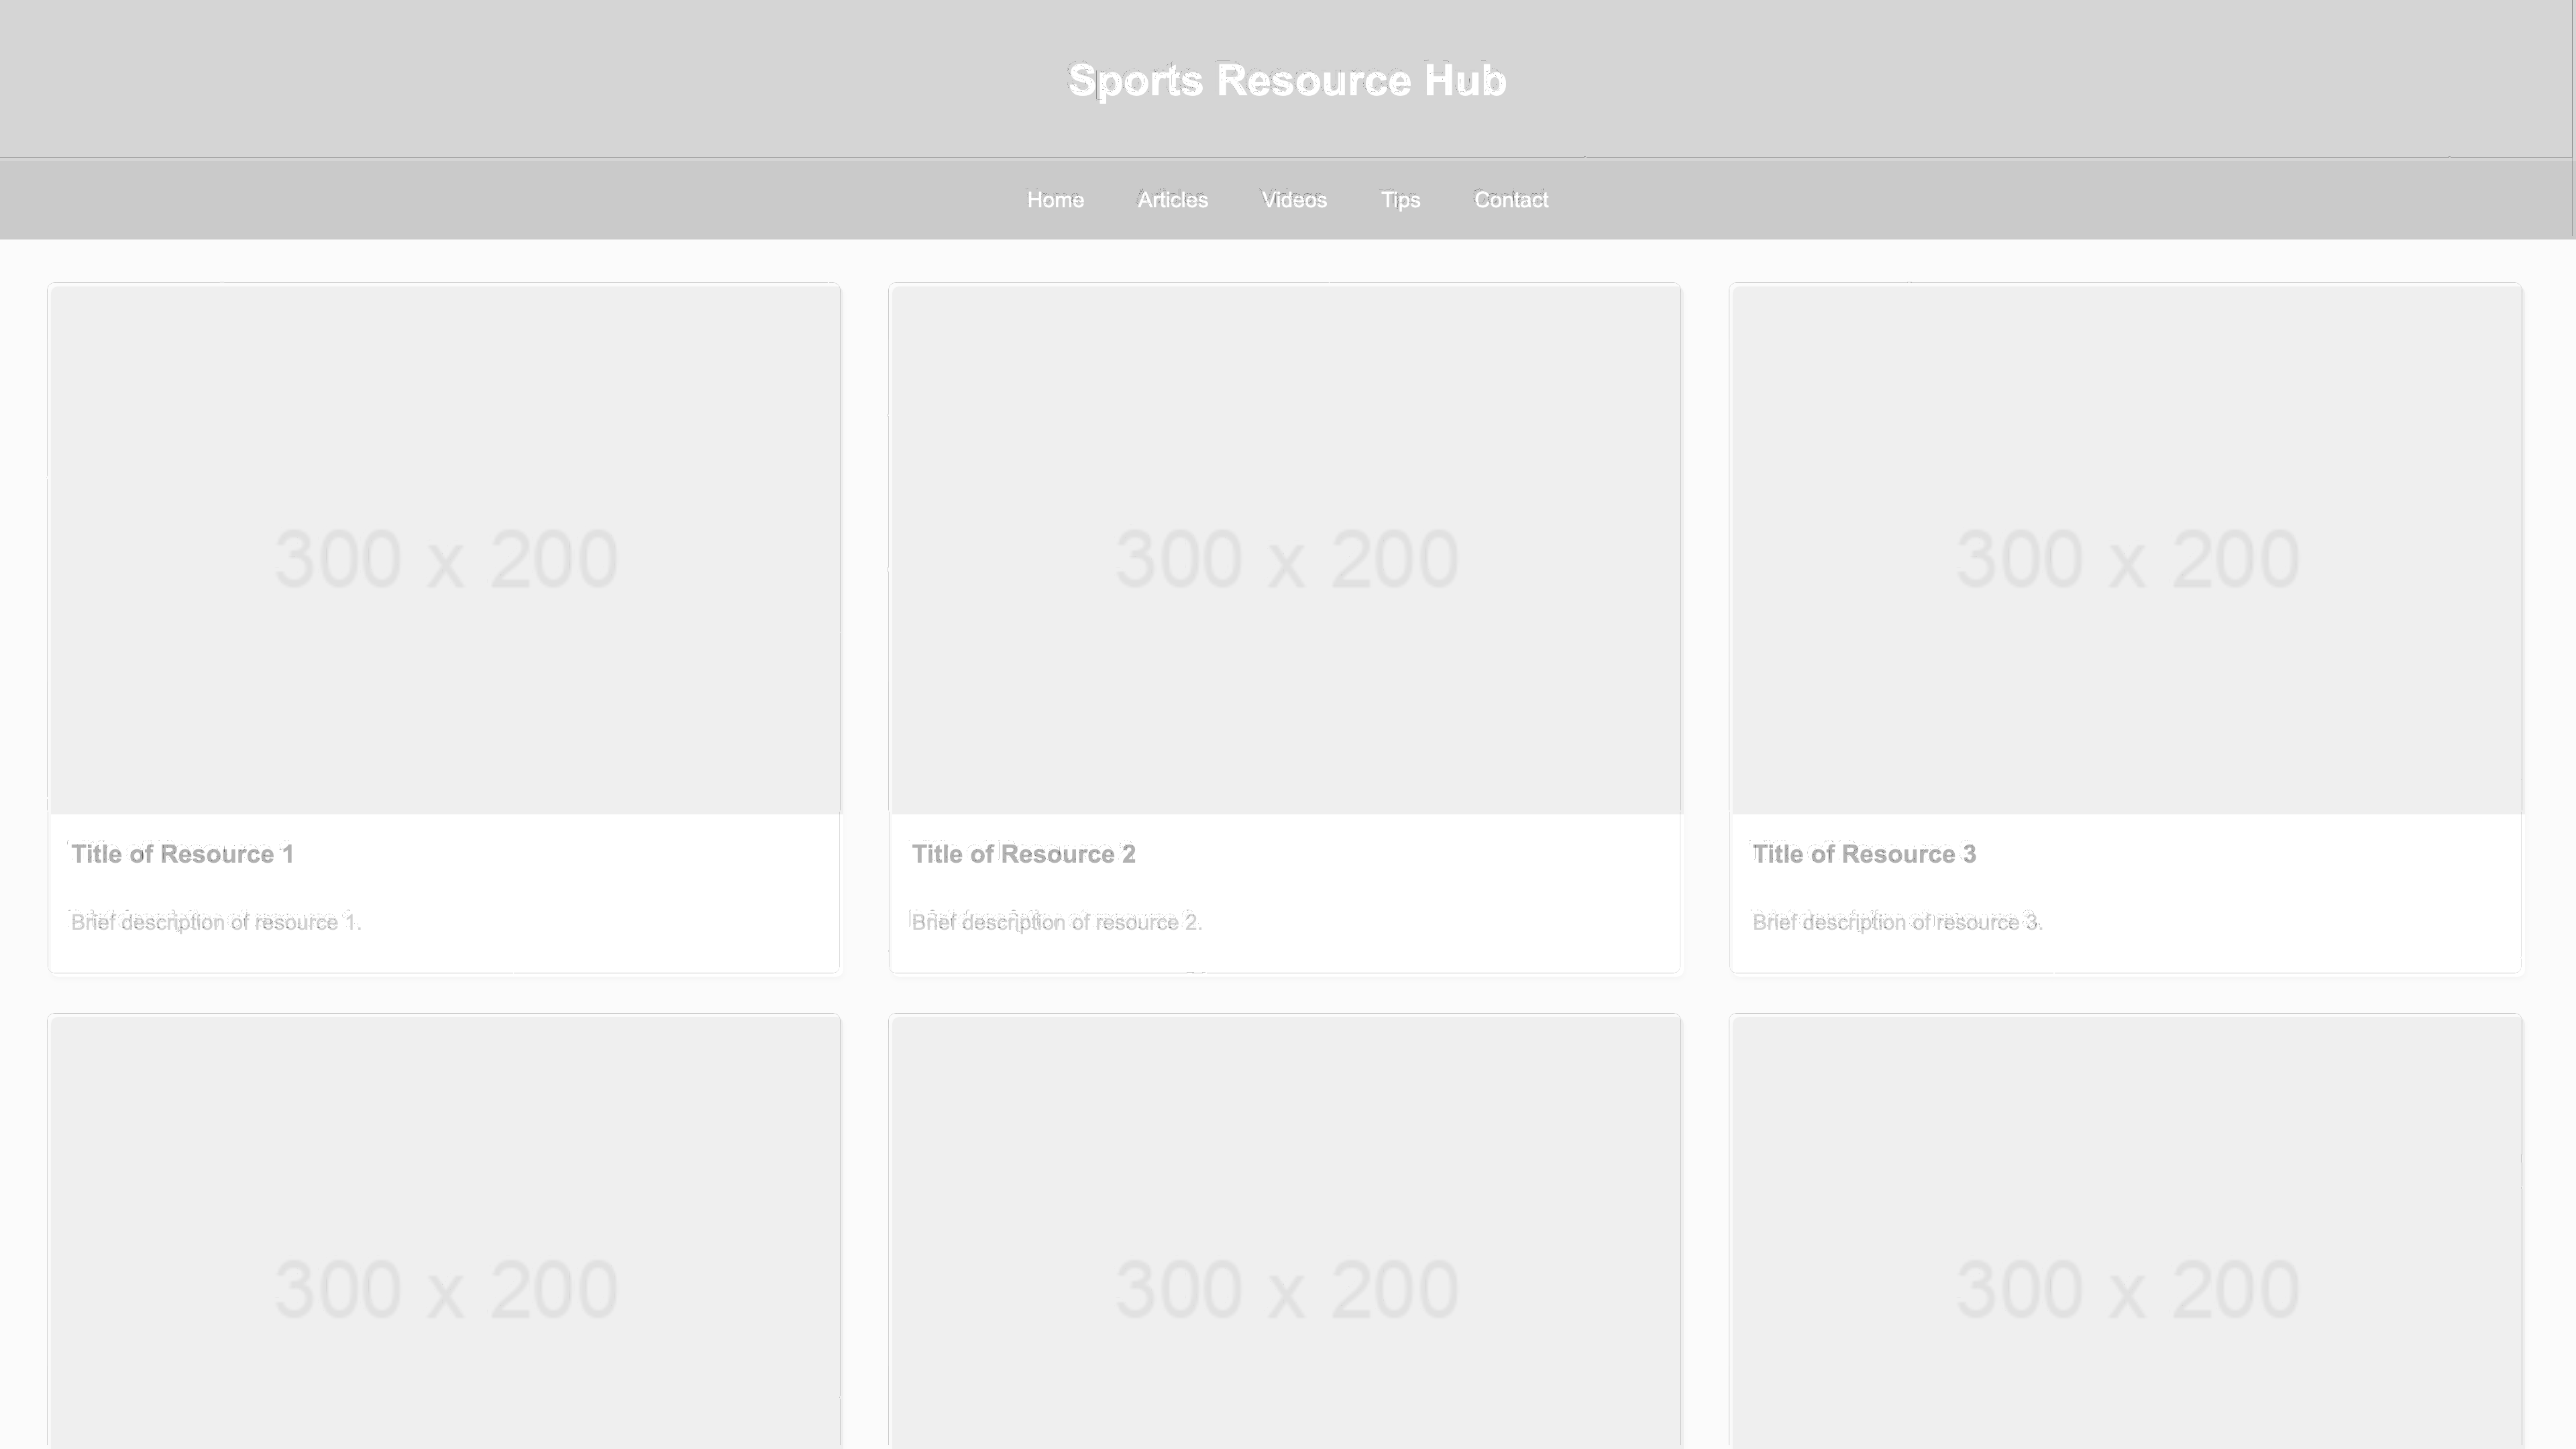 Sports Resource Hub
Home Articles Videos Tips Contact
300 x 200 300 x 200 300 x 200
Title of Resource 1 Title of Resource 2 Title of Resource 3
Brief description of resource 1. Brief description of resource 2. Brief description of resource 3.
300 x 200 300 x 200 300 x 200